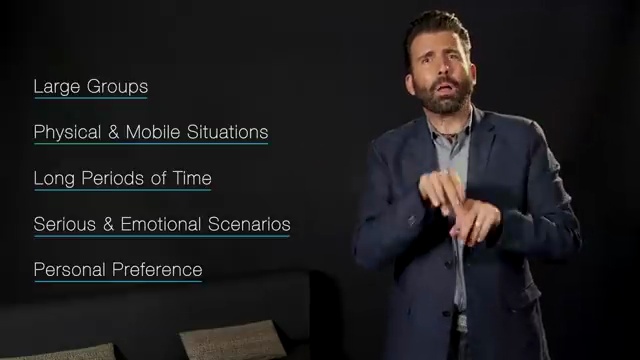 Large Groups
Physical & Mobile Situations
Long Periods of Time
Serious & Emotional Scenarios
Personal Preference